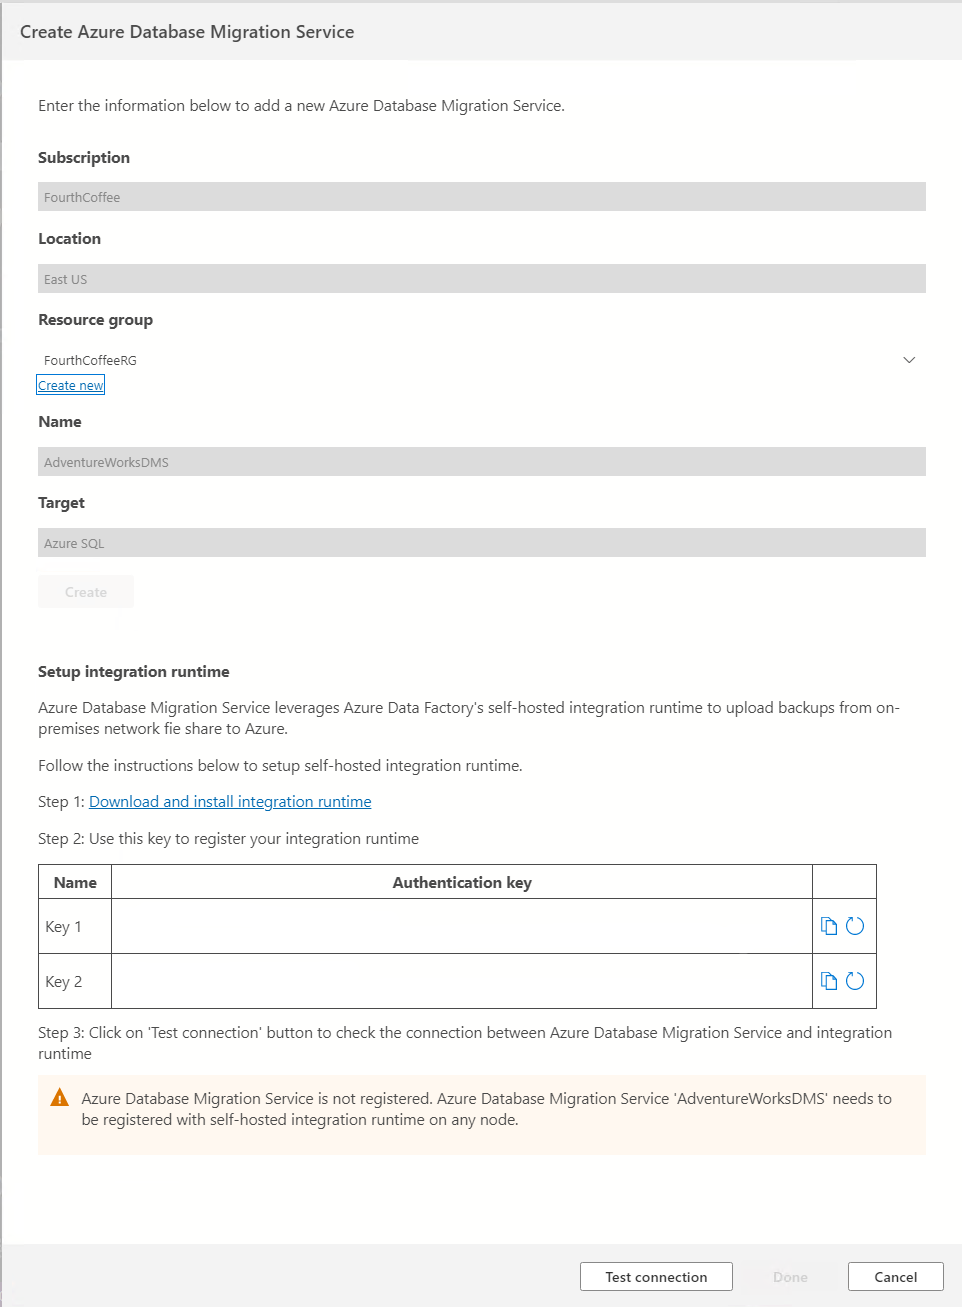 Create Azure Database Migration Service
Enter the information below to add a new Azure Database Migration Service.
Subscription
FourthCoffee
Location
East US
Resource group
FourthCoffeeRG
Create new
Name
AdventureWorksDMS
Target
Azure SQL
Create
Setup integration runtime
Azure Database Migration Service leverages Azure Data Factory's self-hosted integration runtime to upload backups from on-
premises network fie share to Azure.
Follow the instructions below to setup self-hosted integration runtime.
Step 1: Download and install integration runtime
Step 2: Use this key to register your integration runtime
Name Authentication key
Key 1
Key 2
Step 3: Click on 'Test connection' button to check the connection between Azure Database Migration Service and integration
runtime
Azure Database Migration Service is not registered. Azure Database Migration Service 'AdventureWorksDMS' needs to
be registered with self-hosted integration runtime on any node.
Test connection Done Cancel